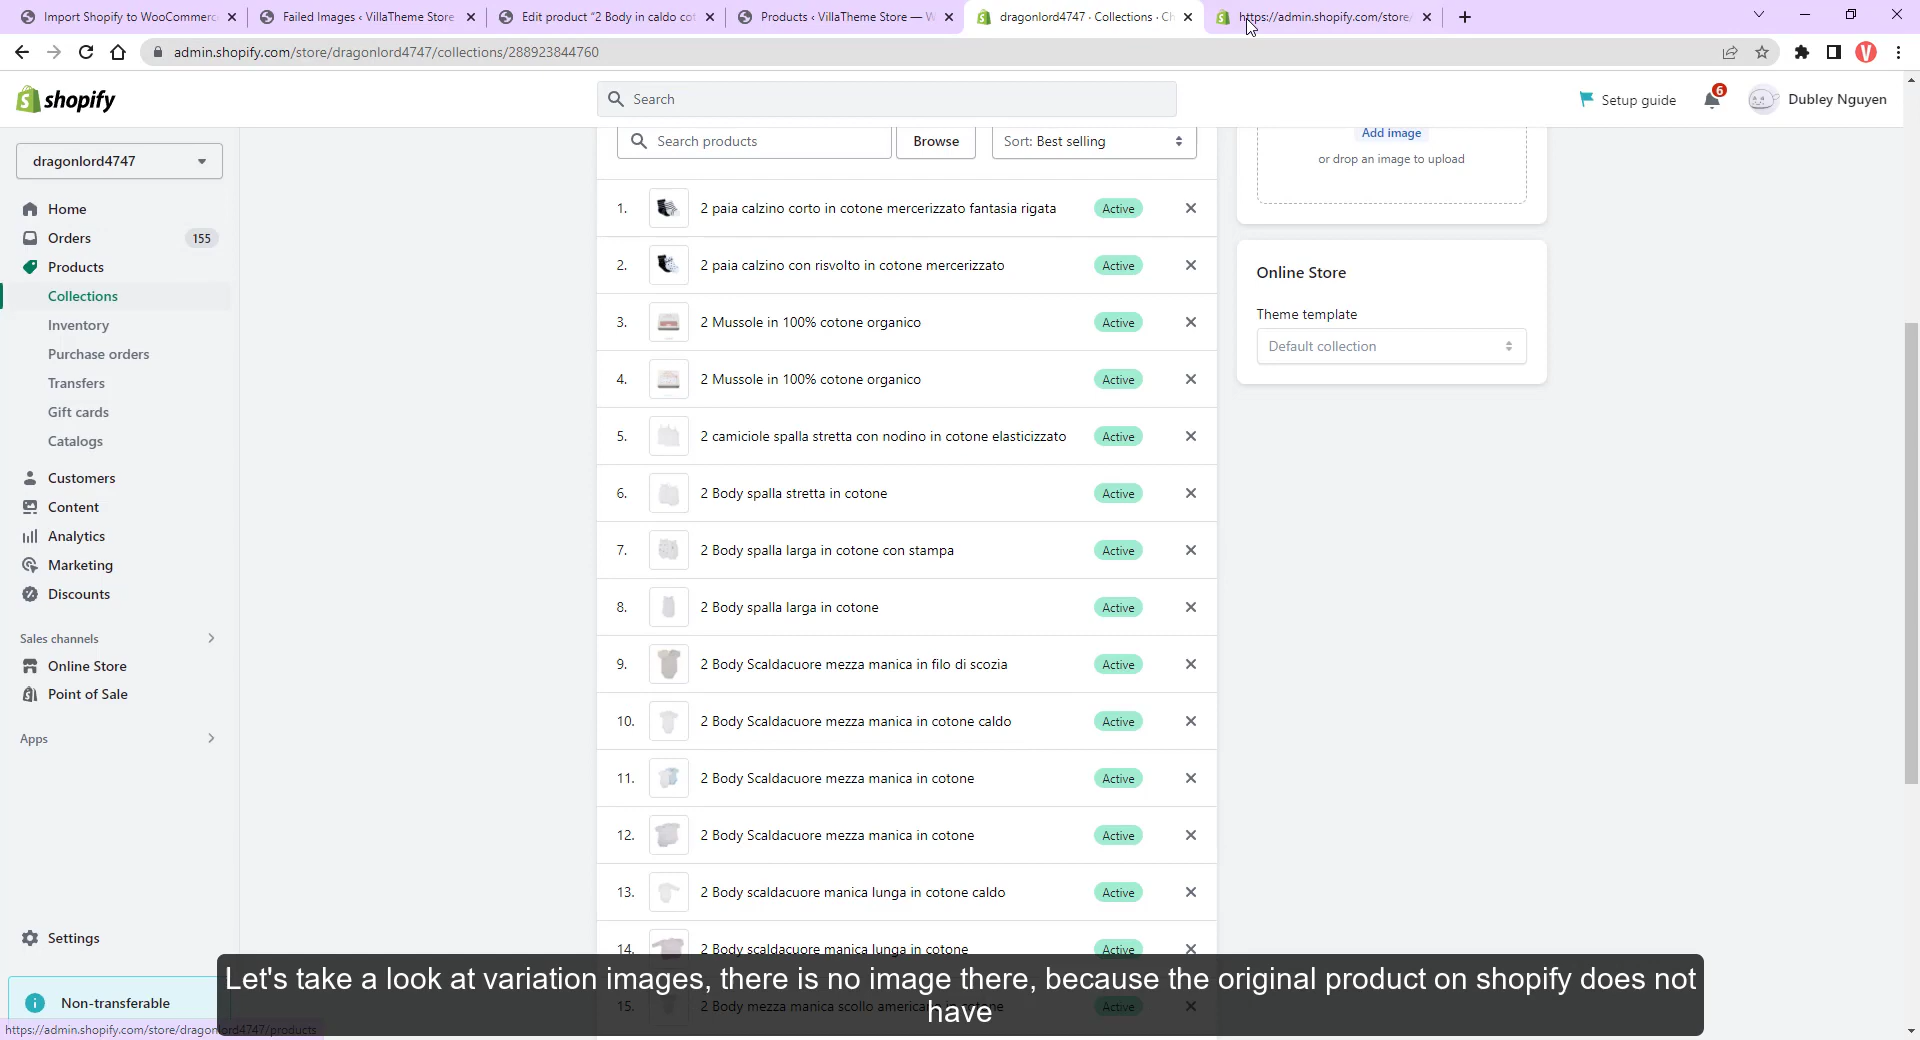 Import Shopify to WooCommerc
Failed Images ‹ VillaTheme Store
Edit product "2 Body in caldo cot
Products ‹ VillaTheme Store — W
dragonlord4747 · Collections · Ch
https://admin.shopify.com/store/
admin.shopify.com/store/dragonlord4747/collections/288923844760
V
shopify
Search
Setup guide
6
Dubley Nguyen
dragonlord4747
Home
Orders
155
Products
Collections
Inventory
Purchase orders
Transfers
Gift cards
Catalogs
Customers
Content
Analytics
Marketing
Discounts
Sales channels
Online Store
Point of Sale
Apps
Settings
Non-transferable
https://admin.shopify.com/store/dragonlord4747/products
Search products
Browse
Sort: Best selling
1. 2 paia calzino corto in cotone mercerizzato fantasia rigata Active
2. 2 paia calzino con risvolto in cotone mercerizzato Active
3. 2 Mussole in 100% cotone organico Active
4. 2 Mussole in 100% cotone organico Active
5. 2 camiciole spalla stretta con nodino in cotone elasticizzato Active
6. 2 Body spalla stretta in cotone Active
7. 2 Body spalla larga in cotone con stampa Active
8. 2 Body spalla larga in cotone Active
9. 2 Body Scaldacuore mezza manica in filo di scozia Active
10. 2 Body Scaldacuore mezza manica in cotone caldo Active
11. 2 Body Scaldacuore mezza manica in cotone Active
12. 2 Body Scaldacuore mezza manica in cotone Active
13. 2 Body scaldacuore manica lunga in cotone caldo Active
14. 2 Body scaldacuore manica lunga in cotone Active
15. 2 Body mezza manica scollo american in cotone Active
Add image
or drop an image to upload
Online Store
Theme template
Default collection
Let's take a look at variation images, there is no image there, because the original product on shopify does not
have